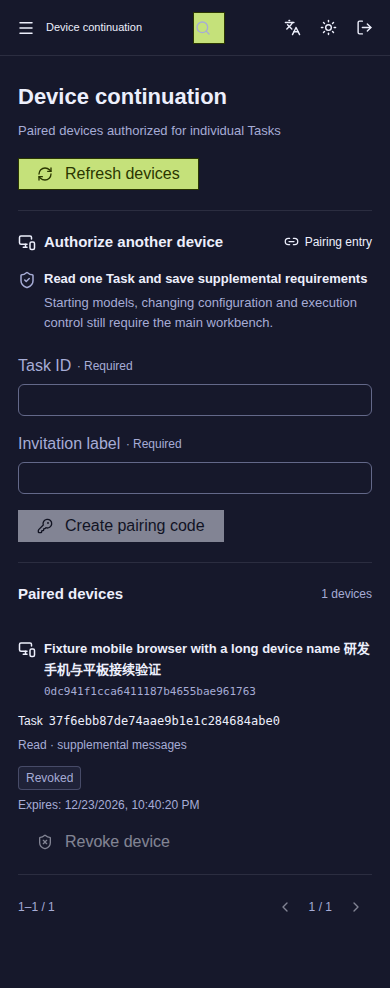 Device continuation
Device continuation
Paired devices authorized for individual Tasks
Refresh devices
Authorize another device
Pairing entry
Read one Task and save supplemental requirements
Starting models, changing configuration and execution
control still require the main workbench.
Task ID · Required
Invitation label · Required
Create pairing code
Paired devices
1 devices
Fixture mobile browser with a long device name 研发
手机与平板接续验证
0dc941f1cca6411187b4655bae961763
Task 37f6ebb87de74aae9b1e1c284684abe0
Read · supplemental messages
Revoked
Expires: 12/23/2026, 10:40:20 PM
Revoke device
1–1 / 1
1 / 1